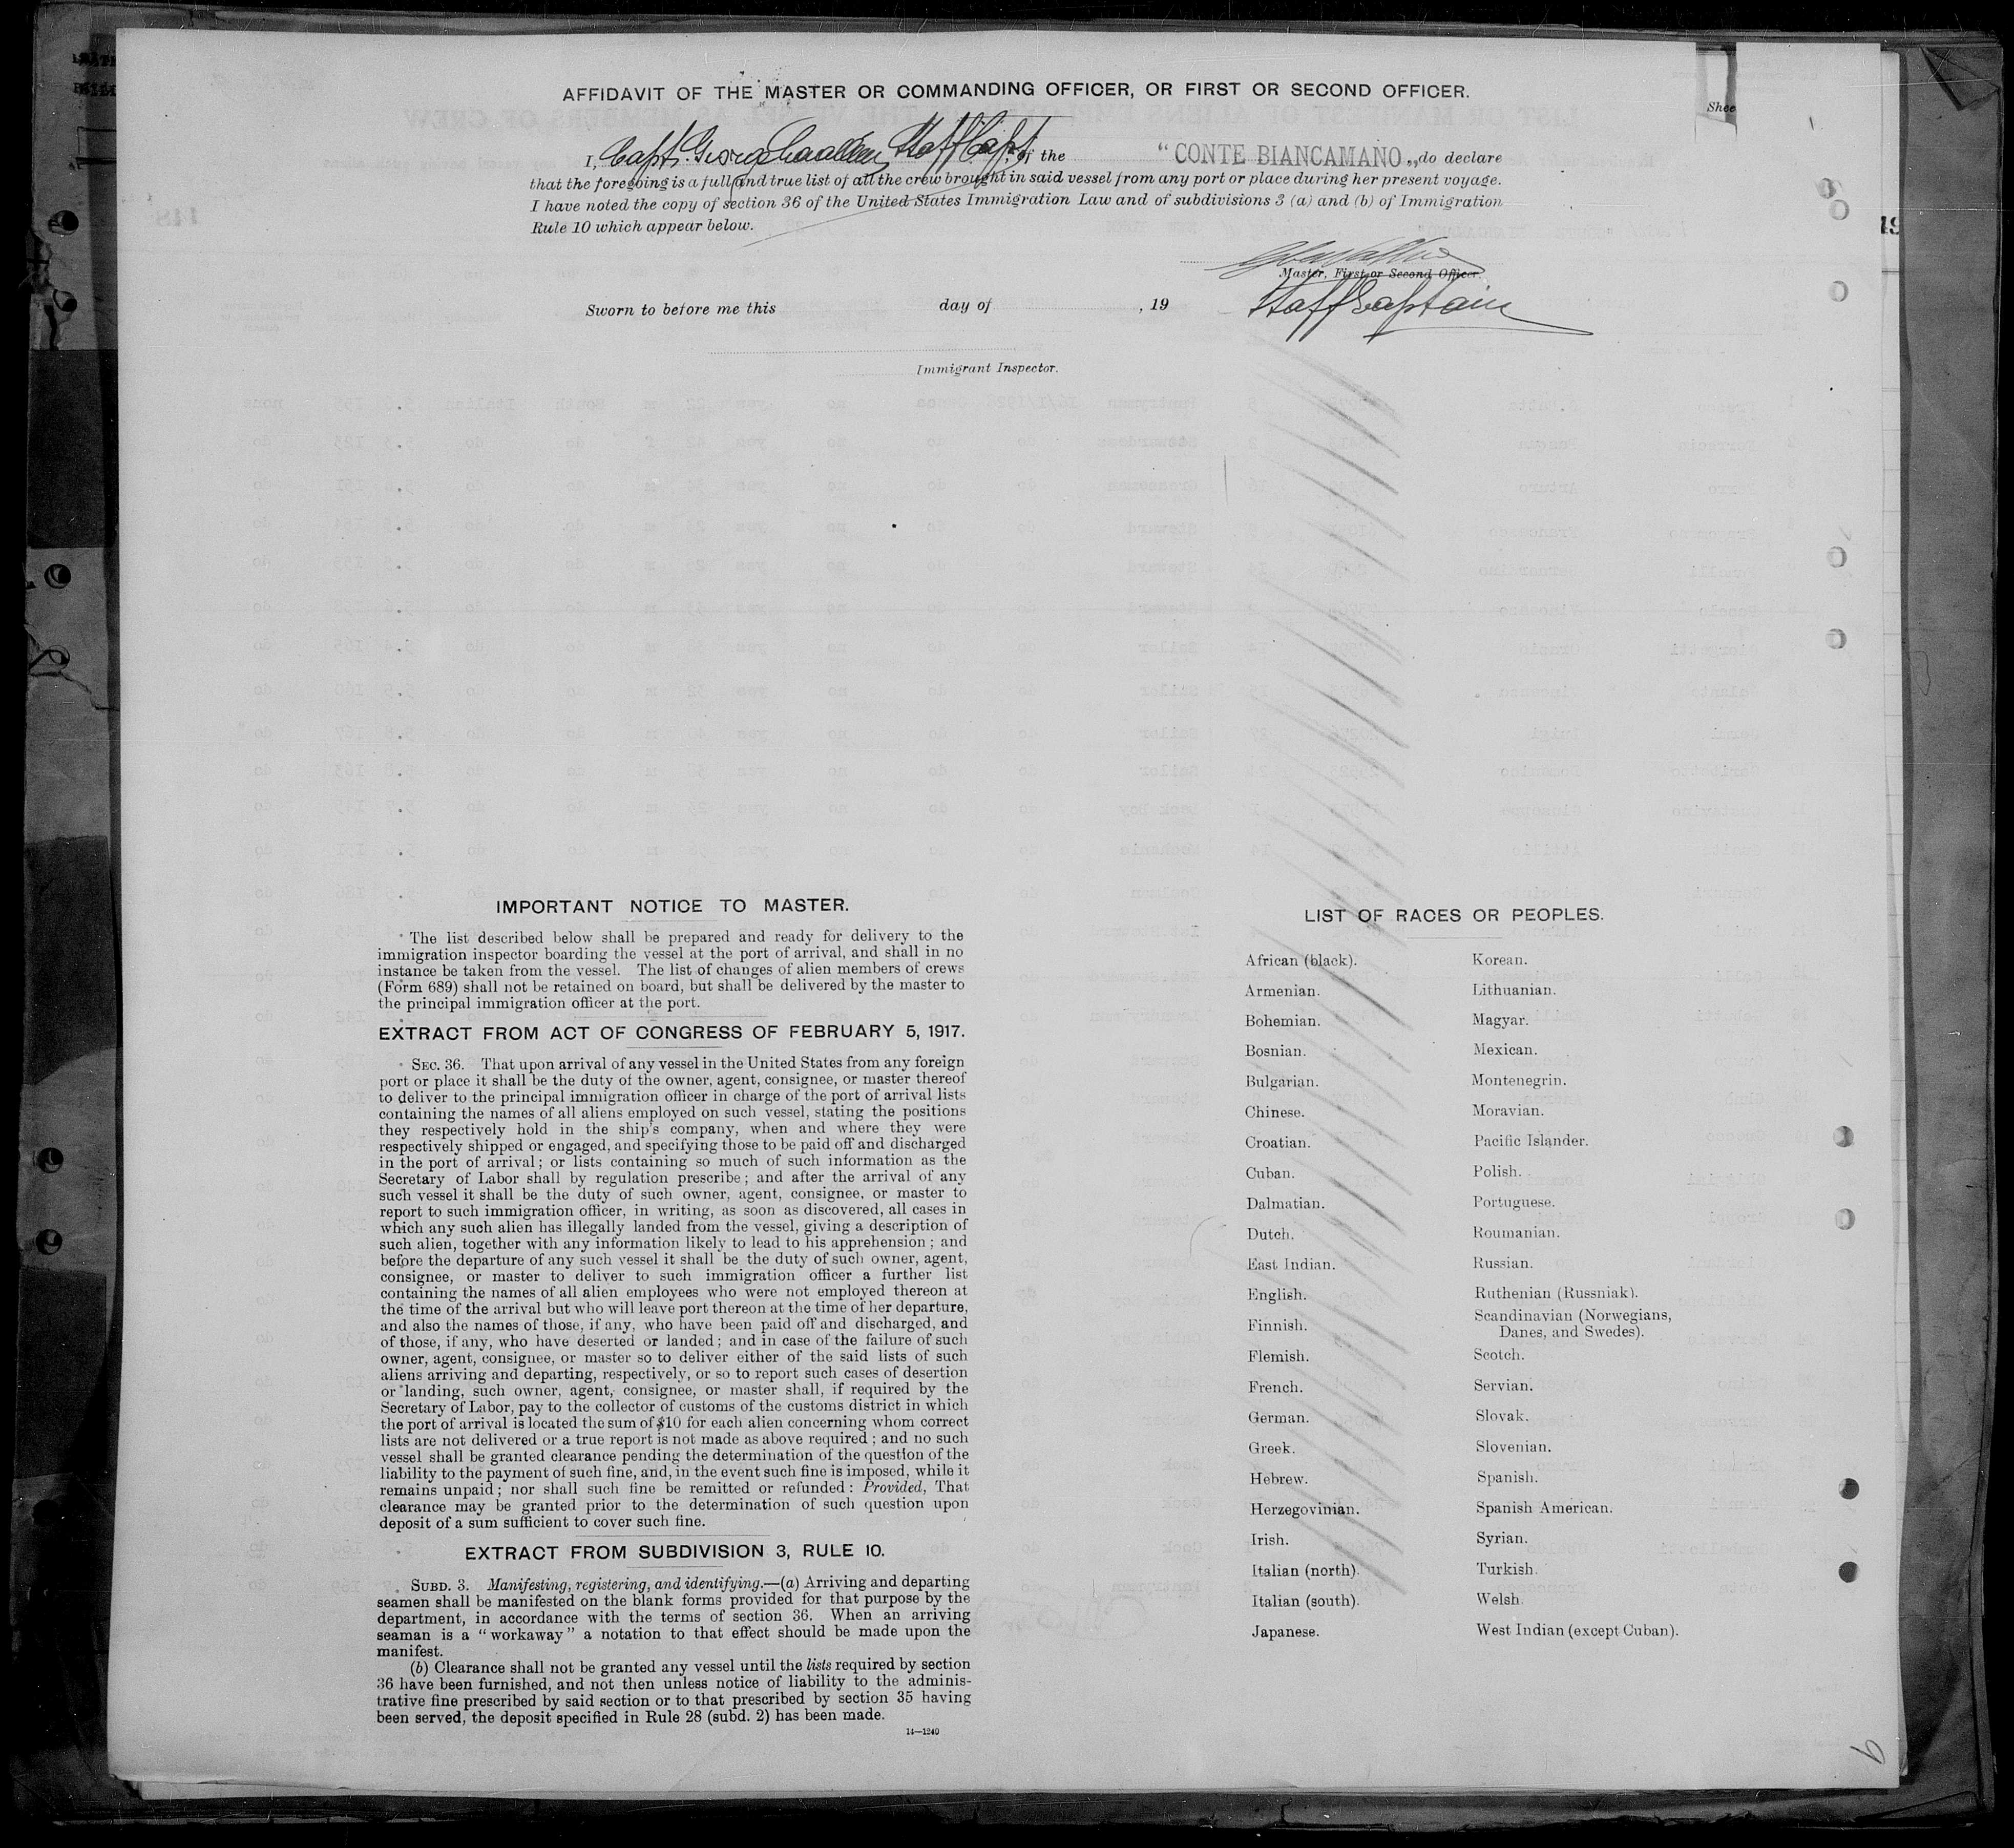 Shee
AFFIDAVIT OF THE MASTER OR COMMANDING OFFICER, OR FIRST OR SECOND OFFICER.
I, Capt. Staff Capt of the "CONTE BIANCAMANO", do declare
that the foregoing is a full and true list of all the crew brought in said vessel from any port or place during her present voyage.
I have noted the copy of section 36 of the United States Immigration Law and of subdivisions 3 (a) and (b) of Immigration
Rule 10 which appear below.
Master, First or Second Officer.
Sworn to before me this day of , 19
Staff Captain
Immigrant Inspector.
IMPORTANT NOTICE TO MASTER.
The list described below shall be prepared and ready for delivery to the
immigration inspector boarding the vessel at the port of arrival, and shall in no
instance be taken from the vessel. The list of changes of alien members of crews
(Form 689) shall not be retained on board, but shall be delivered by the master to
the principal immigration officer at the port.
EXTRACT FROM ACT OF CONGRESS OF FEBRUARY 5, 1917.
SEC. 36. That upon arrival of any vessel in the United States from any foreign
port or place it shall be the duty of the owner, agent, consignee, or master thereof
to deliver to the principal immigration officer in charge of the port of arrival lists
containing the names of all aliens employed on such vessel, stating the positions
they respectively hold in the ship's company, when and where they were
respectively shipped or engaged, and specifying those to be paid off and discharged
in the port of arrival; or lists containing so much of such information as the
Secretary of Labor shall by regulation prescribe; and after the arrival of any
such vessel it shall be the duty of such owner, agent, consignee, or master to
report to such immigration officer, in writing, as soon as discovered, all cases in
which any such alien has illegally landed from the vessel, giving a description of
such alien, together with any information likely to lead to his apprehension; and
before the departure of any such vessel it shall be the duty of such owner, agent,
consignee, or master to deliver to such immigration officer a further list
containing the names of all alien employees who were not employed thereon at
the time of the arrival but who will leave port thereon at the time of her departure,
and also the names of those, if any, who have been paid off and discharged, and
of those, if any, who have deserted or landed; and in case of the failure of such
owner, agent, consignee, or master so to deliver either of the said lists of such
aliens arriving and departing, respectively, or so to report such cases of desertion
or landing, such owner, agent, consignee, or master shall, if required by the
Secretary of Labor, pay to the collector of customs of the customs district in which
the port of arrival is located the sum of $10 for each alien concerning whom correct
lists are not delivered or a true report is not made as above required; and no such
vessel shall be granted clearance pending the determination of the question of the
liability to the payment of such fine, and, in the event such fine is imposed, while it
remains unpaid; nor shall such fine be remitted or refunded: Provided, That
clearance may be granted prior to the determination of such question upon
deposit of a sum sufficient to cover such fine.
EXTRACT FROM SUBDIVISION 3, RULE 10.
SUBD. 3. Manifesting, registering, and identifying.—(a) Arriving and departing
seamen shall be manifested on the blank forms provided for that purpose by the
department, in accordance with the terms of section 36. When an arriving
seaman is a "workaway" a notation to that effect should be made upon the
manifest.
(b) Clearance shall not be granted any vessel until the lists required by section
36 have been furnished, and not then unless notice of liability to the adminis-
trative fine prescribed by said section or to that prescribed by section 35 having
been served, the deposit specified in Rule 28 (subd. 2) has been made.
14—1240
LIST OF RACES OR PEOPLES.
African (black).
Armenian.
Bohemian.
Bosnian.
Bulgarian.
Chinese.
Croatian.
Cuban.
Dalmatian.
Dutch.
East Indian.
English.
Finnish.
Flemish.
French.
German.
Greek.
Hebrew.
Herzegovinian.
Irish.
Italian (north).
Italian (south).
Japanese.
Korean.
Lithuanian.
Magyar.
Mexican.
Montenegrin.
Moravian.
Pacific Islander.
Polish.
Portuguese.
Roumanian.
Russian.
Ruthenian (Russniak).
Scandinavian (Norwegians,
Danes, and Swedes).
Scotch.
Servian.
Slovak.
Slovenian.
Spanish.
Spanish American.
Syrian.
Turkish.
Welsh.
West Indian (except Cuban).
9